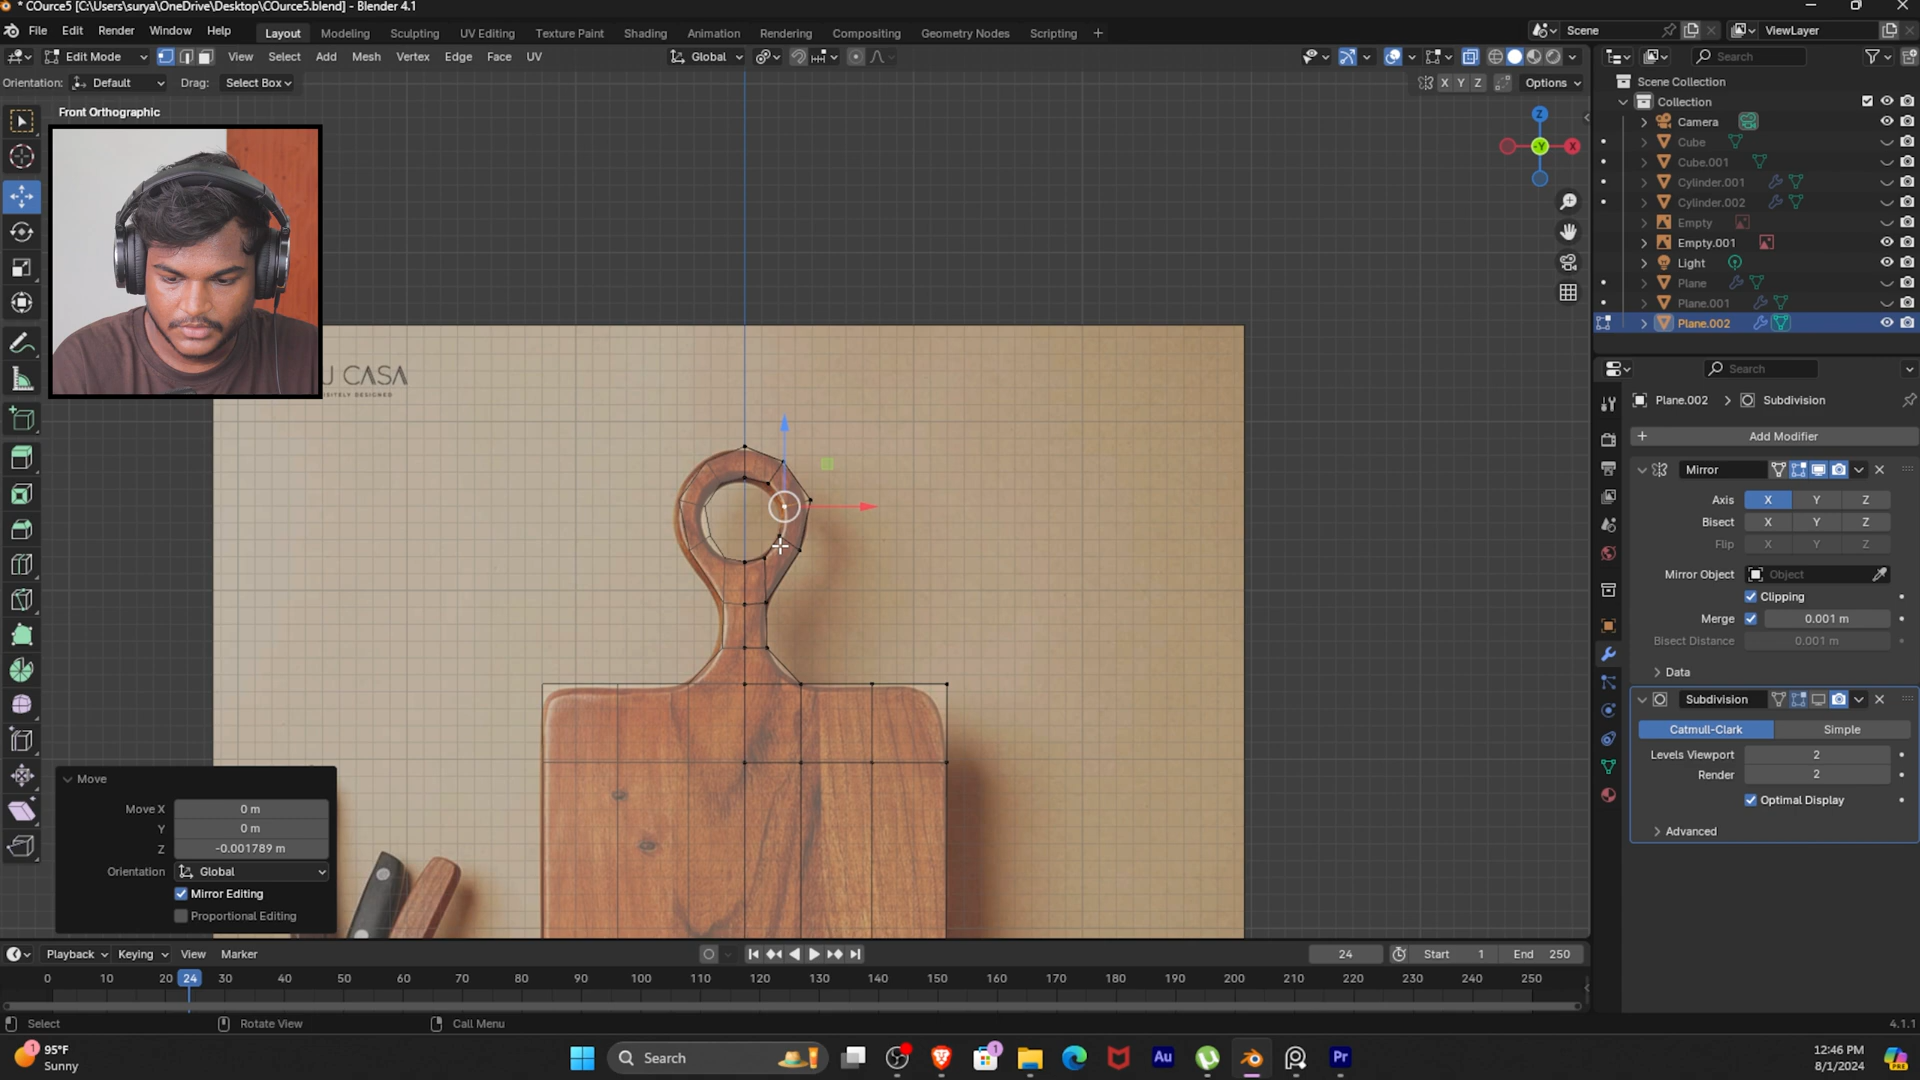 * COurce5 [C:\Users\surya\OneDrive\Desktop\COurce5.blend] - Blender 4.1
File Edit Render Window Help
Layout Modeling Sculpting UV Editing Texture Paint Shading Animation Rendering Compositing Geometry Nodes Scripting +
Scene
ViewLayer
Edit Mode View Select Add Mesh Vertex Edge Face UV
Global
Search
Orientation: Default Drag: Select Box
X Y Z Options
Front Orthographic
Scene Collection
Collection
Camera
Cube
Cube.001
Cylinder.001
Cylinder.002
Empty
Empty.001
Light
Plane
Plane.001
Plane.002
Z
-Y
X
CASA
DESIGNED
Search
Plane.002 > Subdivision
+ Add Modifier
Mirror
Axis X Y Z
Bisect X Y Z
Flip X Y Z
Mirror Object Object
Clipping
Merge 0.001 m
Bisect Distance 0.001 m
Data
Subdivision
Catmull-Clark Simple
Levels Viewport 2
Render 2
Optimal Display
Advanced
Move
Move X 0 m
Y 0 m
Z -0.001789 m
Orientation Global
Mirror Editing
Proportional Editing
Playback Keying View Marker
24 Start 1 End 250
0 10 20 24 30 40 50 60 70 80 90 100 110 120 130 140 150 160 170 180 190 200 210 220 230 240 250
Select Rotate View Call Menu 4.1.1
1 95°F
Sunny
Search
1
Au
Pr
12:46 PM
8/1/2024
PRE